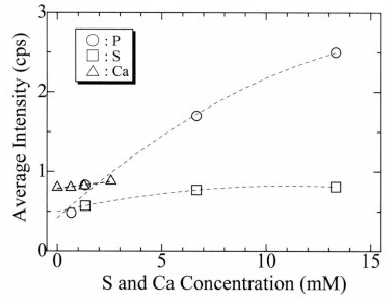 3
2
1
0
Average Intensity (cps)
: P
: S
: Ca
0 5 10 15
S and Ca Concentration (mM)